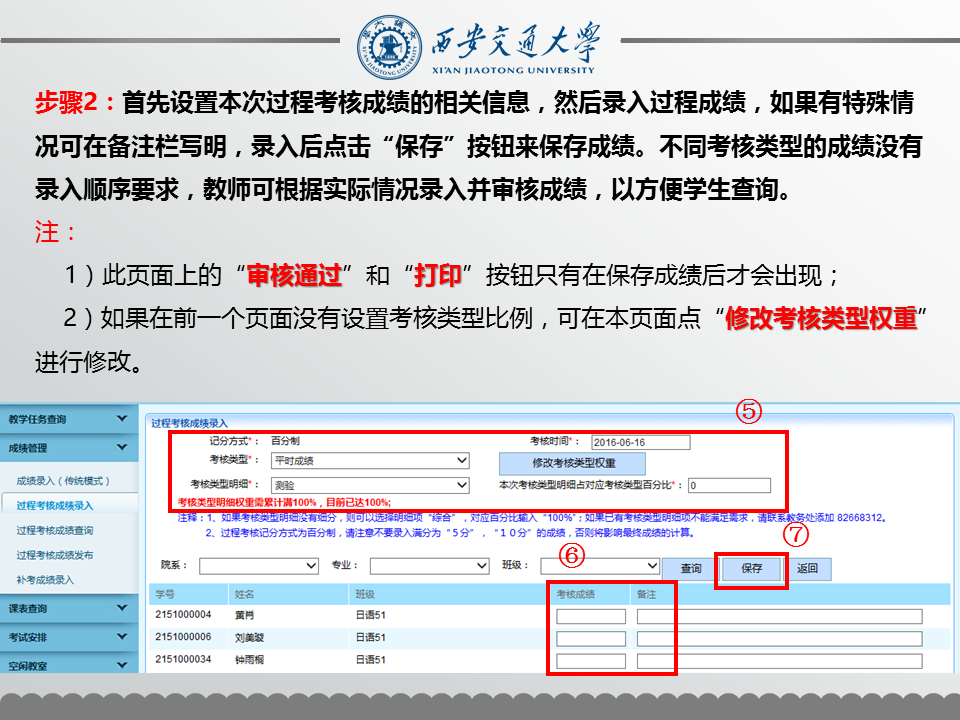 西安交通大学
XI'AN JIAOTONG UNIVERSITY
步骤2：首先设置本次过程考核成绩的相关信息，然后录入过程成绩，如果有特殊情
况可在备注栏写明，录入后点击“保存”按钮来保存成绩。不同考核类型的成绩没有
录入顺序要求，教师可根据实际情况录入并审核成绩，以方便学生查询。
注：
1）此页面上的“审核通过”和“打印”按钮只有在保存成绩后才会出现；
2）如果在前一个页面没有设置考核类型比例，可在本页面点“修改考核类型权重”
进行修改。
教学任务查询
成绩管理
成绩录入（传统模式）
过程考核成绩录入
过程考核成绩查询
过程考核成绩发布
补考成绩录入
课表查询
考试安排
空闲教室
过程考核成绩录入
⑤
记分方式*： 百分制 考核时间*： 2016-06-16
考核类型*： 平时成绩 修改考核类型权重
考核类型明细*： 测验 本次考核类型明细占对应考核类型百分比*： 0
考核类型明细权重需累计满100%，目前已达100%;
注释：1、如果考核类型明细没有细分，则可以选择明细项“综合”，对应百分比输入“100%”；如果已有考核类型明细项不能满足需求，请联系教务处添加 82668312。
2、过程考核记分方式为百分制，请注意不要录入满分为“５分”，“１０分”的成绩，否则将影响最终成绩的计算。
⑥ ⑦
院系： 专业： 班级： 查询 保存 返回
学号 姓名 班级 考核成绩 备注
2151000004 董肖 日语51
2151000006 刘美璇 日语51
2151000034 钟雨桐 日语51